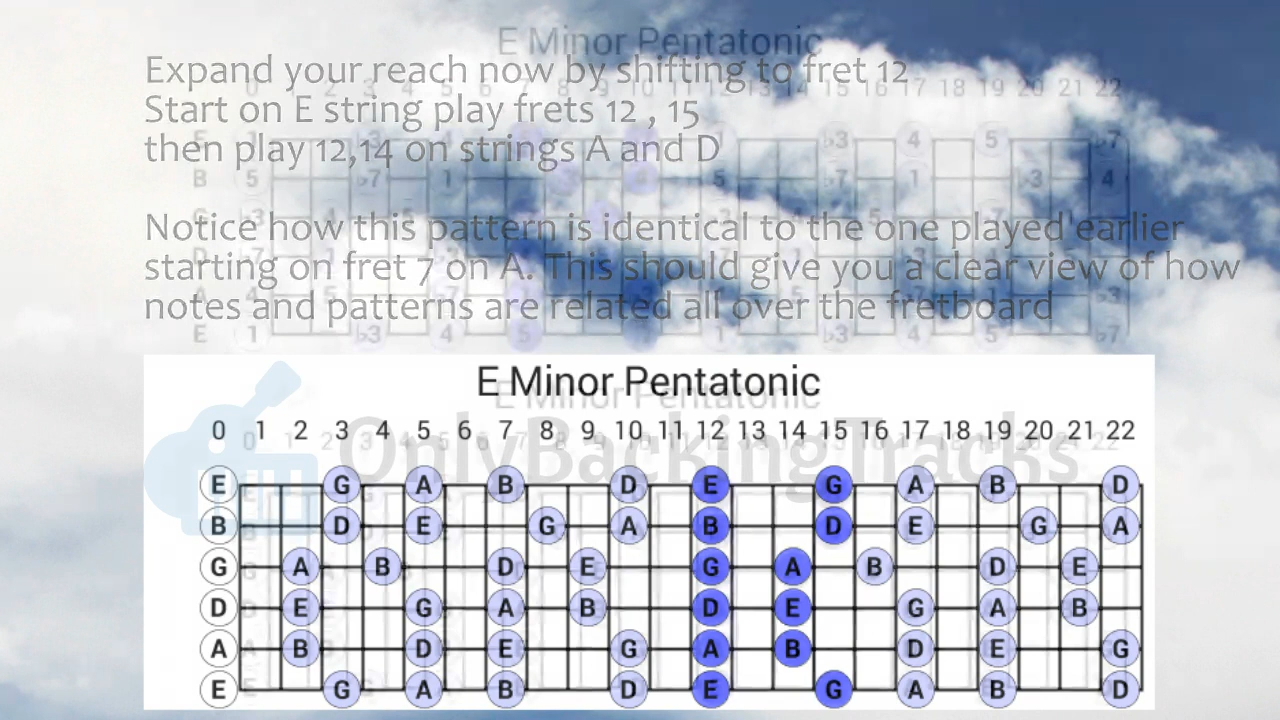 E Minor Pentatonic
Expand your reach now by shifting to fret 12
Start on E string play frets 12 , 15
then play 12,14 on strings A and D
Notice how this pattern is identical to the one played earlier
starting on fret 7 on A. This should give you a clear view of how
notes and patterns are related all over the fretboard
E Minor Pentatonic
0 1 2 3 4 5 6 7 8 9 10 11 12 13 14 15 16 17 18 19 20 21 22
OnlyBackingTracks
E G A B D E G A B D
B D E G A B D E G A
G A B D E G A B D E
D E G A B D E G A B
A B D E G A B D E G
E G A B D E G A B D